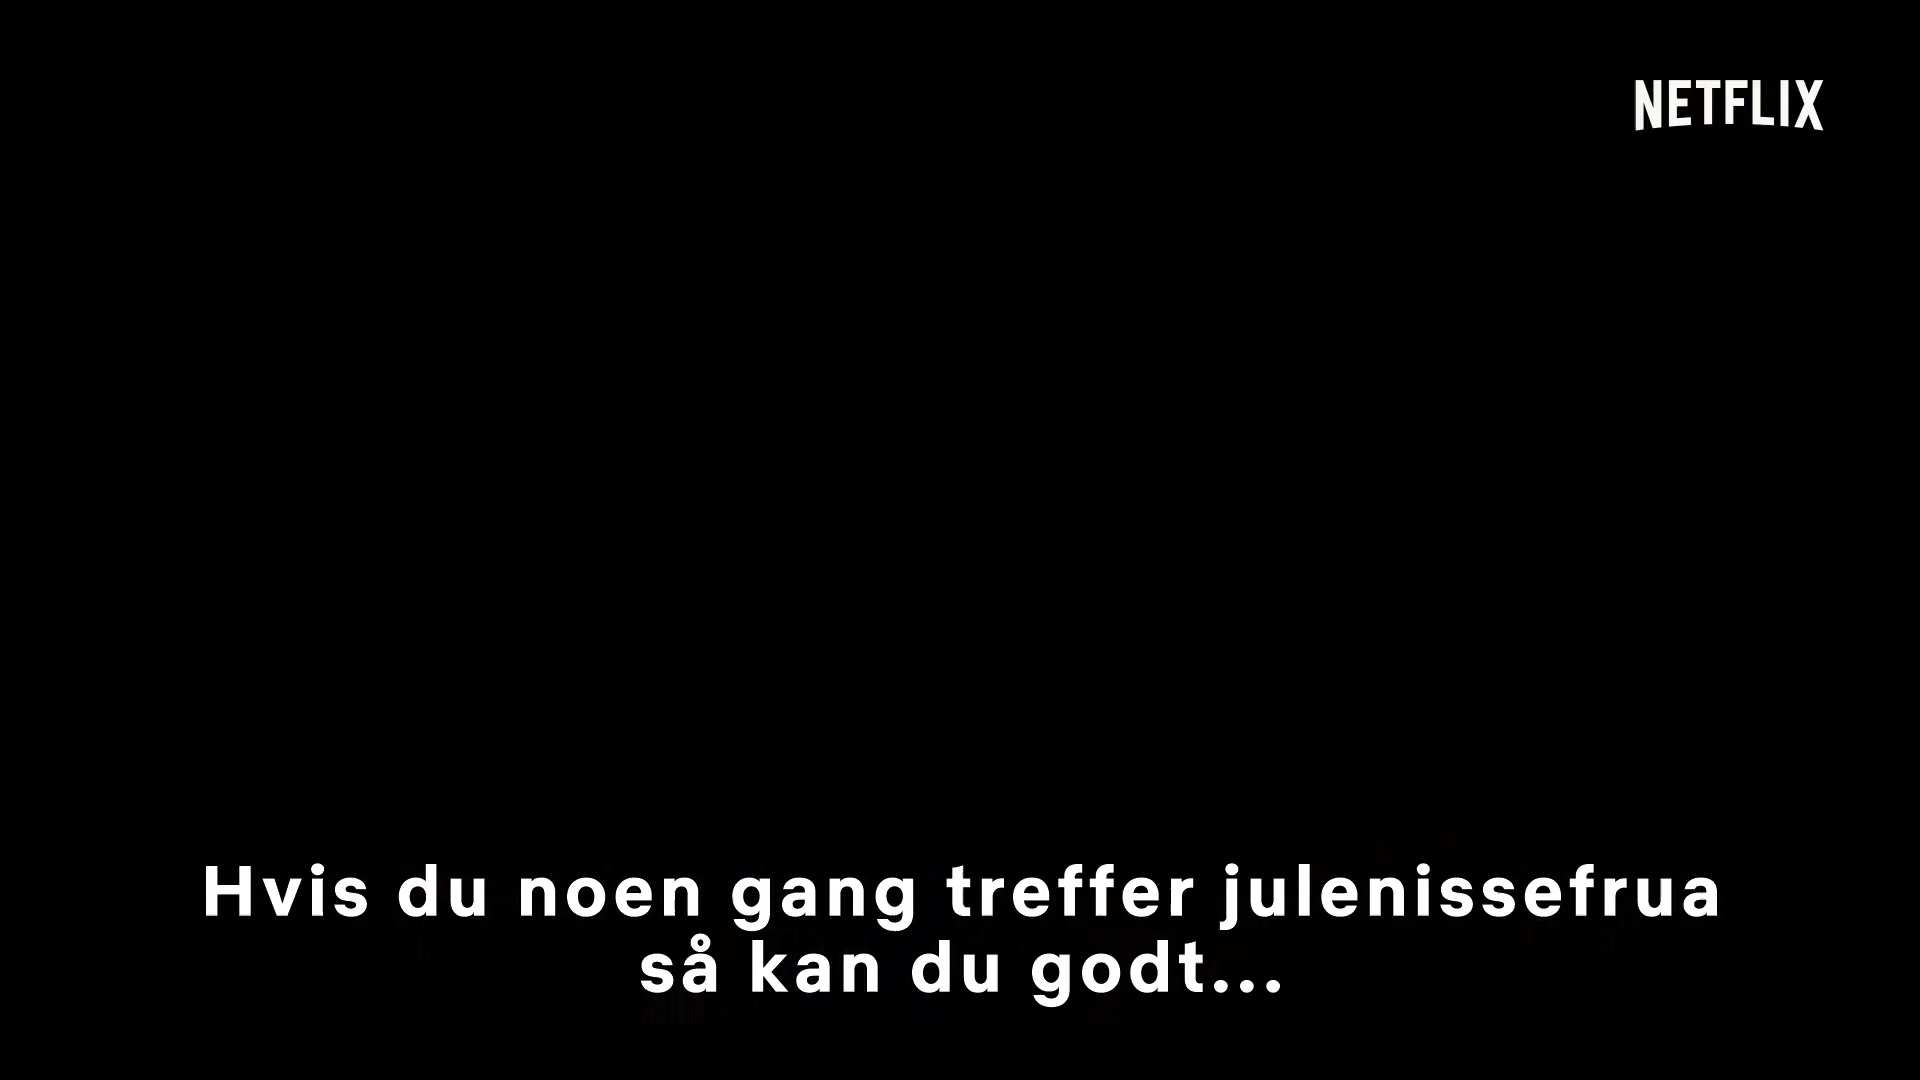 NETFLIX
Hvis du noen gang treffer julenissefrua
så kan du godt...